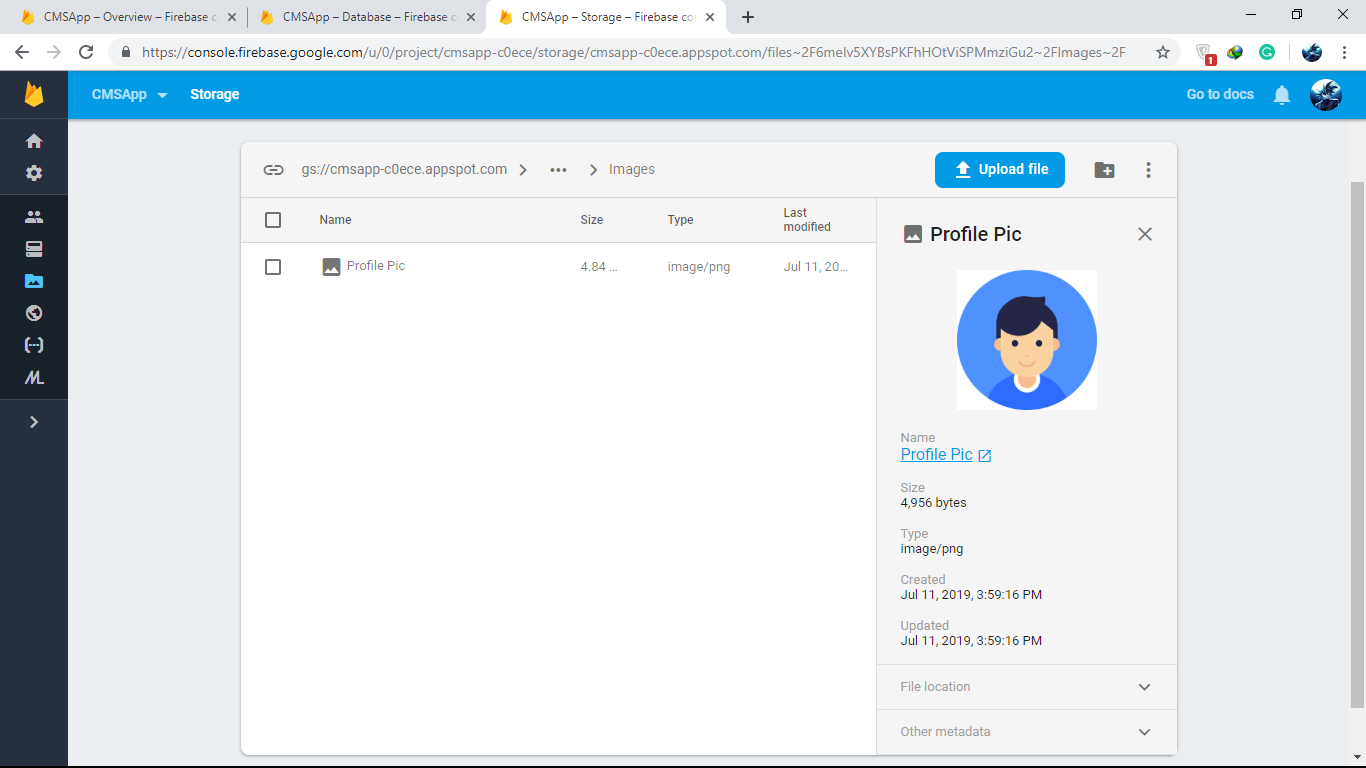 CMSApp – Overview – Firebase c
CMSApp – Database – Firebase c
CMSApp – Storage – Firebase co
https://console.firebase.google.com/u/0/project/cmsapp-c0ece/storage/cmsapp-c0ece.appspot.com/files~2F6melv5XYBsPKFhHOtViSPMmziGu2~2FImages~2F
1
CMSApp
Storage
Go to docs
gs://cmsapp-c0ece.appspot.com
Images
Upload file
Name
Size
Type
Last modified
Profile Pic
4.84 ...
image/png
Jul 11, 20...
Profile Pic
Name
Profile Pic
Size
4,956 bytes
Type
image/png
Created
Jul 11, 2019, 3:59:16 PM
Updated
Jul 11, 2019, 3:59:16 PM
File location
Other metadata